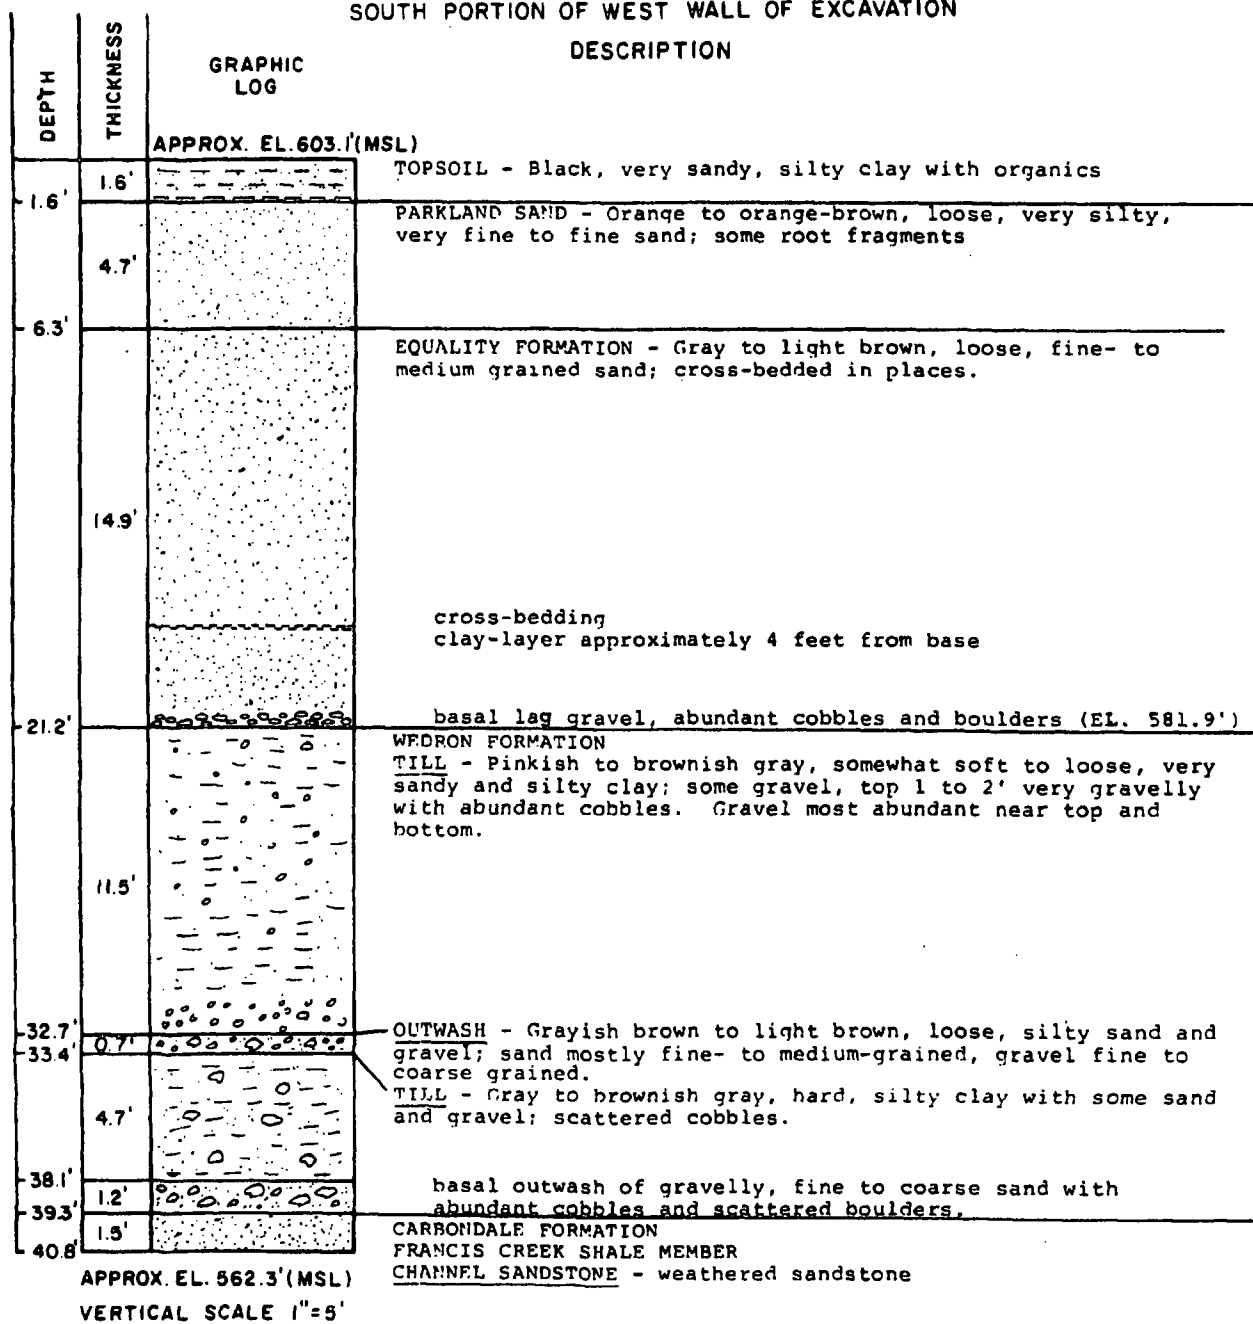 SOUTH PORTION OF WEST WALL OF EXCAVATION
DESCRIPTION
DEPTH
THICKNESS
GRAPHIC
LOG
APPROX. EL. 603.1'(MSL)
1.6'
TOPSOIL - Black, very sandy, silty clay with organics
1.6'
PARKLAND SAND - Orange to orange-brown, loose, very silty,
very fine to fine sand; some root fragments
4.7'
6.3'
EQUALITY FORMATION - Gray to light brown, loose, fine- to
medium grained sand; cross-bedded in places.
14.9'
cross-bedding
clay-layer approximately 4 feet from base
basal lag gravel, abundant cobbles and boulders (EL. 581.9')
21.2'
WEDRON FORMATION
TILL - Pinkish to brownish gray, somewhat soft to loose, very
sandy and silty clay; some gravel, top 1 to 2' very gravelly
with abundant cobbles. Gravel most abundant near top and
bottom.
11.5'
32.7'
OUTWASH - Grayish brown to light brown, loose, silty sand and
gravel; sand mostly fine- to medium-grained, gravel fine to
coarse grained.
0.7'
33.4'
TILL - Gray to brownish gray, hard, silty clay with some sand
and gravel; scattered cobbles.
4.7'
38.1'
basal outwash of gravelly, fine to coarse sand with
abundant cobbles and scattered boulders.
1.2'
39.3'
CARBONDALE FORMATION
1.5'
FRANCIS CREEK SHALE MEMBER
40.8'
CHANNEL SANDSTONE - weathered sandstone
APPROX. EL. 562.3'(MSL)
VERTICAL SCALE 1"=5'